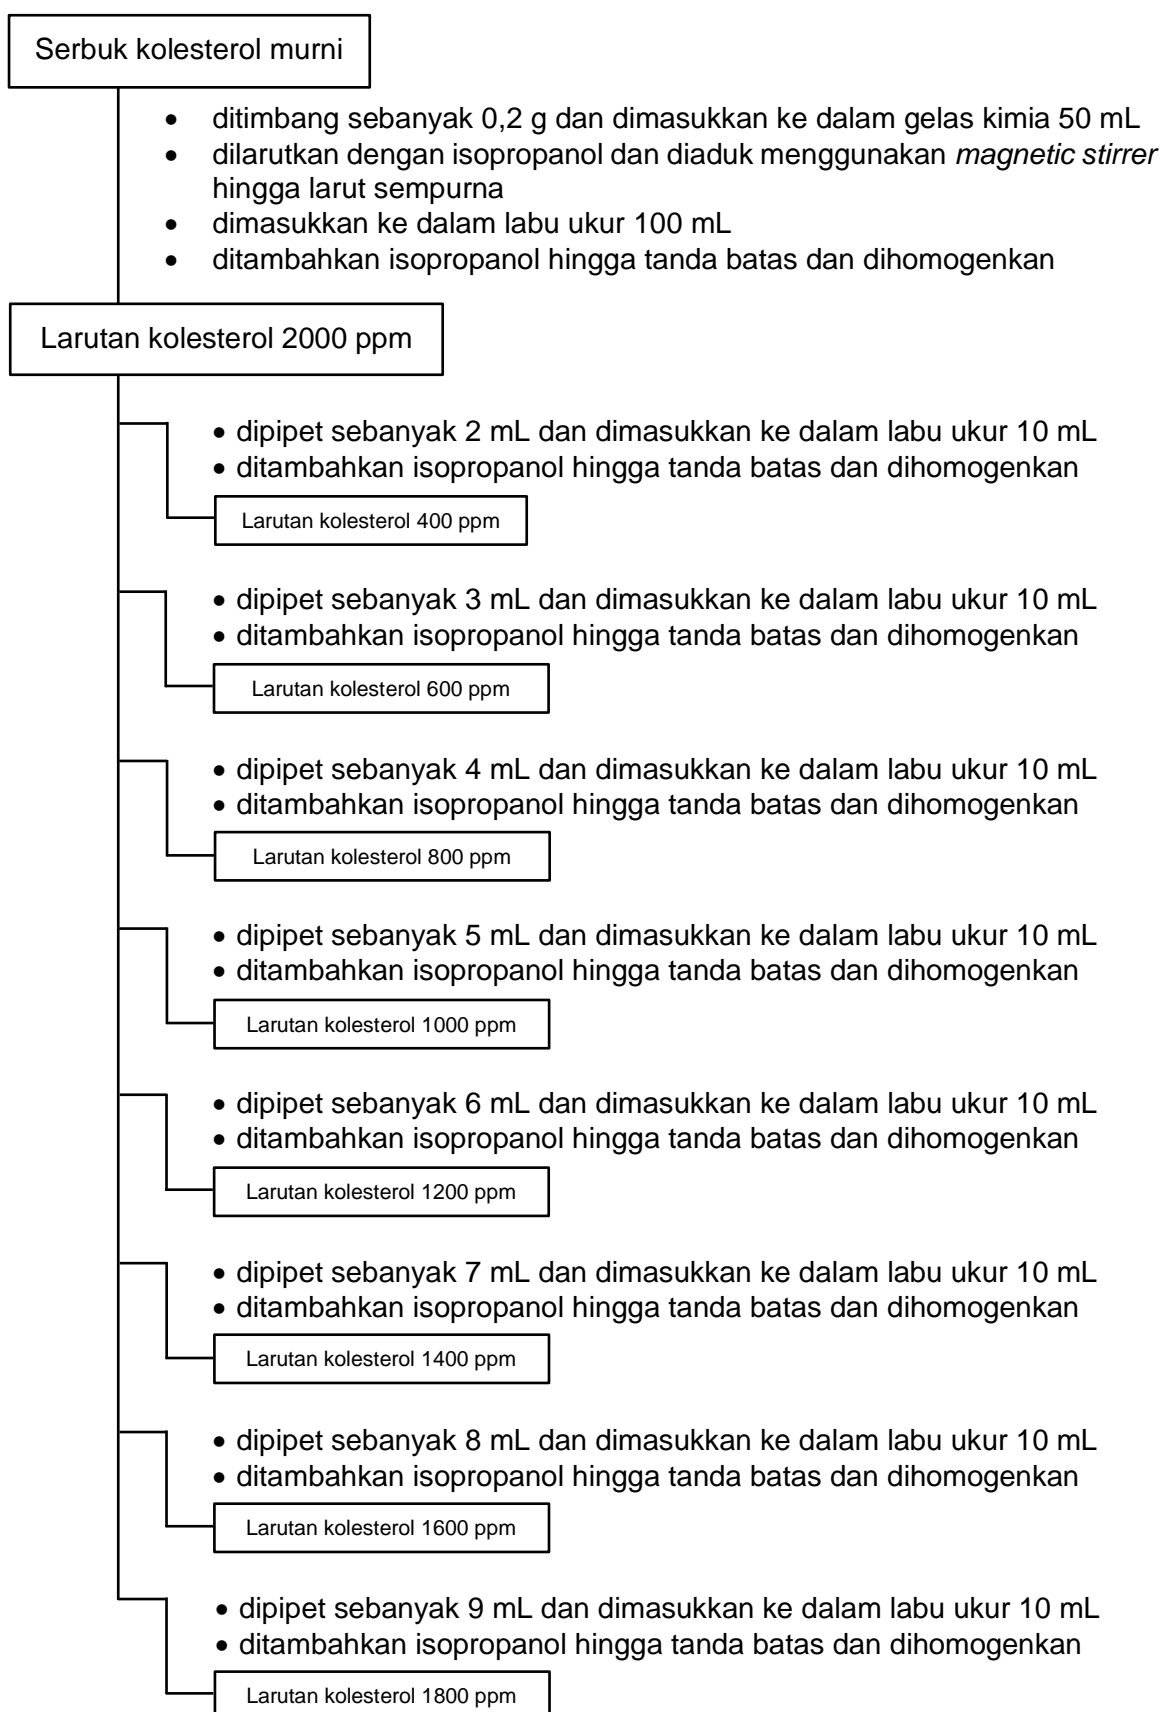 Serbuk kolesterol murni
• ditimbang sebanyak 0,2 g dan dimasukkan ke dalam gelas kimia 50 mL
• dilarutkan dengan isopropanol dan diaduk menggunakan magnetic stirrer
hingga larut sempurna
• dimasukkan ke dalam labu ukur 100 mL
• ditambahkan isopropanol hingga tanda batas dan dihomogenkan
Larutan kolesterol 2000 ppm
• dipipet sebanyak 2 mL dan dimasukkan ke dalam labu ukur 10 mL
• ditambahkan isopropanol hingga tanda batas dan dihomogenkan
Larutan kolesterol 400 ppm
• dipipet sebanyak 3 mL dan dimasukkan ke dalam labu ukur 10 mL
• ditambahkan isopropanol hingga tanda batas dan dihomogenkan
Larutan kolesterol 600 ppm
• dipipet sebanyak 4 mL dan dimasukkan ke dalam labu ukur 10 mL
• ditambahkan isopropanol hingga tanda batas dan dihomogenkan
Larutan kolesterol 800 ppm
• dipipet sebanyak 5 mL dan dimasukkan ke dalam labu ukur 10 mL
• ditambahkan isopropanol hingga tanda batas dan dihomogenkan
Larutan kolesterol 1000 ppm
• dipipet sebanyak 6 mL dan dimasukkan ke dalam labu ukur 10 mL
• ditambahkan isopropanol hingga tanda batas dan dihomogenkan
Larutan kolesterol 1200 ppm
• dipipet sebanyak 7 mL dan dimasukkan ke dalam labu ukur 10 mL
• ditambahkan isopropanol hingga tanda batas dan dihomogenkan
Larutan kolesterol 1400 ppm
• dipipet sebanyak 8 mL dan dimasukkan ke dalam labu ukur 10 mL
• ditambahkan isopropanol hingga tanda batas dan dihomogenkan
Larutan kolesterol 1600 ppm
• dipipet sebanyak 9 mL dan dimasukkan ke dalam labu ukur 10 mL
• ditambahkan isopropanol hingga tanda batas dan dihomogenkan
Larutan kolesterol 1800 ppm